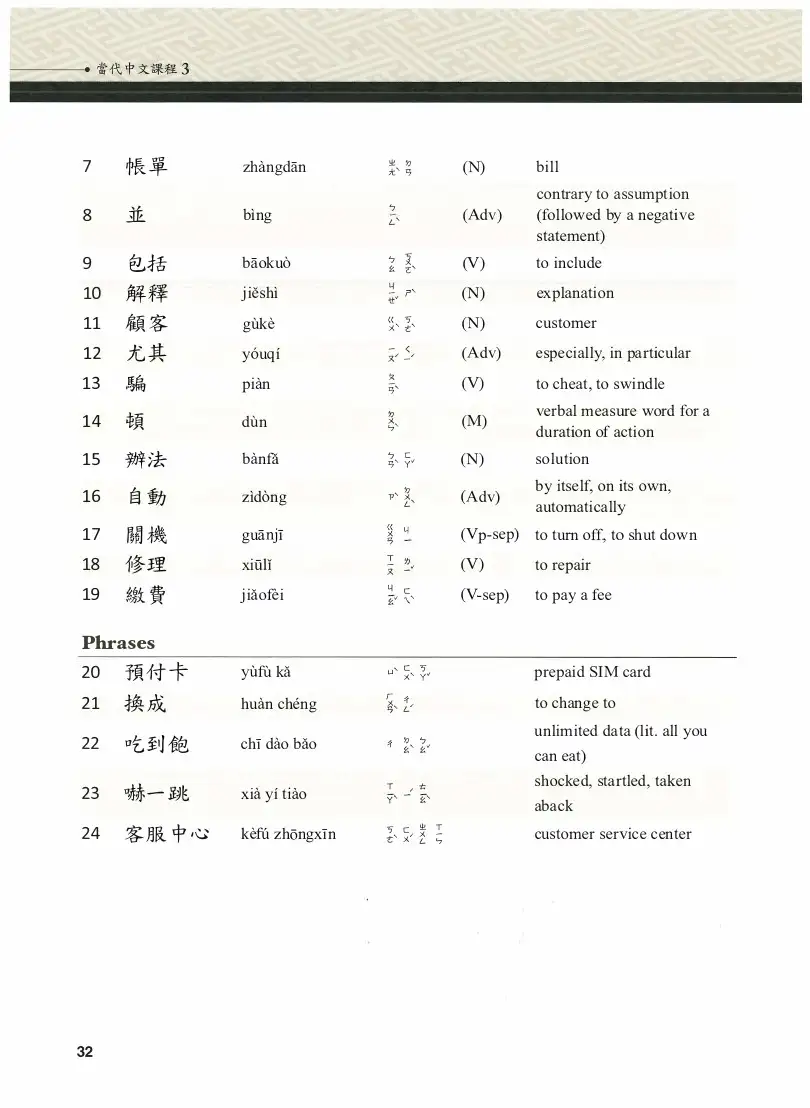 當代中文課程 3
7 帳單 zhàngdān ㄓㄤˋ ㄉㄢ (N) bill
8 並 bìng ㄅㄧㄥˋ (Adv) contrary to assumption
(followed by a negative
statement)
9 包括 bāokuò ㄅㄠ ㄎㄨㄛˋ (V) to include
10 解釋 jiěshì ㄐㄧㄝˇ ㄕˋ (N) explanation
11 顧客 gùkè ㄍㄨˋ ㄎㄜˋ (N) customer
12 尤其 yóuqí ㄧㄡˊ ㄑㄧˊ (Adv) especially, in particular
13 騙 piàn ㄆㄧㄢˋ (V) to cheat, to swindle
14 頓 dùn ㄉㄨㄣˋ (M) verbal measure word for a
duration of action
15 辦法 bànfǎ ㄅㄢˋ ㄈㄚˇ (N) solution
16 自動 zìdòng ㄗˋ ㄉㄨㄥˋ (Adv) by itself, on its own,
automatically
17 關機 guānjī ㄍㄨㄢ ㄐㄧ (Vp-sep) to turn off, to shut down
18 修理 xiūlǐ ㄒㄧㄡ ㄌㄧˇ (V) to repair
19 繳費 jiǎofèi ㄐㄧㄠˇ ㄈㄟˋ (V-sep) to pay a fee
Phrases
20 預付卡 yùfù kǎ ㄩˋ ㄈㄨˋ ㄎㄚˇ prepaid SIM card
21 換成 huàn chéng ㄏㄨㄢˋ ㄔㄥˊ to change to
22 吃到飽 chī dào bǎo ㄔ ㄉㄠˋ ㄅㄠˇ unlimited data (lit. all you
can eat)
23 嚇一跳 xià yí tiào ㄒㄧㄚˋ ㄧˊ ㄊㄧㄠˋ shocked, startled, taken
aback
24 客服中心 kèfú zhōngxīn ㄎㄜˋ ㄈㄨˊ ㄓㄨㄥ ㄒㄧㄣ customer service center
32